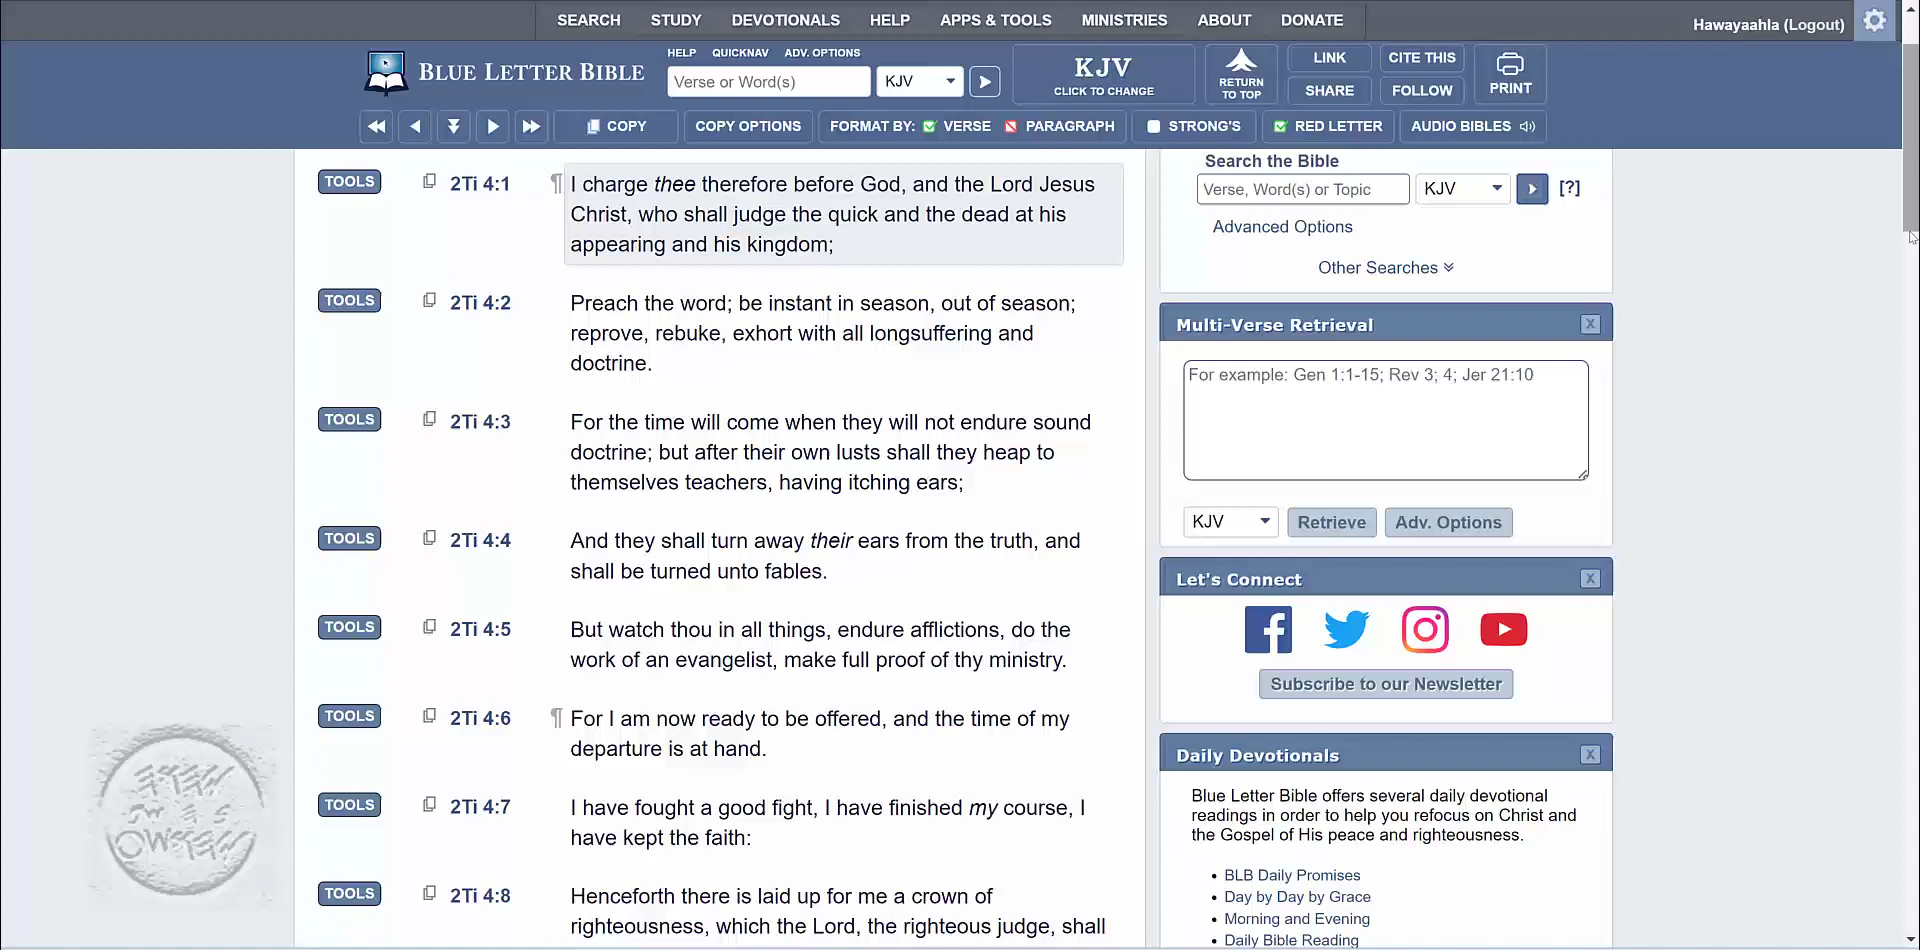 SEARCH STUDY DEVOTIONALS HELP APPS & TOOLS MINISTRIES ABOUT DONATE
Hawayaahla (Logout)
BLUE LETTER BIBLE
HELP QUICKNAV ADV. OPTIONS
Verse or Word(s) KJV
KJV
CLICK TO CHANGE
RETURN
TO TOP
LINK
SHARE
CITE THIS
FOLLOW
PRINT
COPY COPY OPTIONS FORMAT BY: VERSE PARAGRAPH STRONG'S RED LETTER AUDIO BIBLES
TOOLS 2Ti 4:1 ¶ I charge thee therefore before God, and the Lord Jesus
Christ, who shall judge the quick and the dead at his
appearing and his kingdom;
TOOLS 2Ti 4:2 Preach the word; be instant in season, out of season;
reprove, rebuke, exhort with all longsuffering and
doctrine.
TOOLS 2Ti 4:3 For the time will come when they will not endure sound
doctrine; but after their own lusts shall they heap to
themselves teachers, having itching ears;
TOOLS 2Ti 4:4 And they shall turn away their ears from the truth, and
shall be turned unto fables.
TOOLS 2Ti 4:5 But watch thou in all things, endure afflictions, do the
work of an evangelist, make full proof of thy ministry.
TOOLS 2Ti 4:6 ¶ For I am now ready to be offered, and the time of my
departure is at hand.
TOOLS 2Ti 4:7 I have fought a good fight, I have finished my course, I
have kept the faith:
TOOLS 2Ti 4:8 Henceforth there is laid up for me a crown of
righteousness, which the Lord, the righteous judge, shall
Search the Bible
Verse, Word(s) or Topic KJV [?]
Advanced Options
Other Searches
Multi-Verse Retrieval X
For example: Gen 1:1-15; Rev 3; 4; Jer 21:10
KJV Retrieve Adv. Options
Let's Connect X
Subscribe to our Newsletter
Daily Devotionals X
Blue Letter Bible offers several daily devotional
readings in order to help you refocus on Christ and
the Gospel of His peace and righteousness.
• BLB Daily Promises
• Day by Day by Grace
• Morning and Evening
• Daily Bible Reading